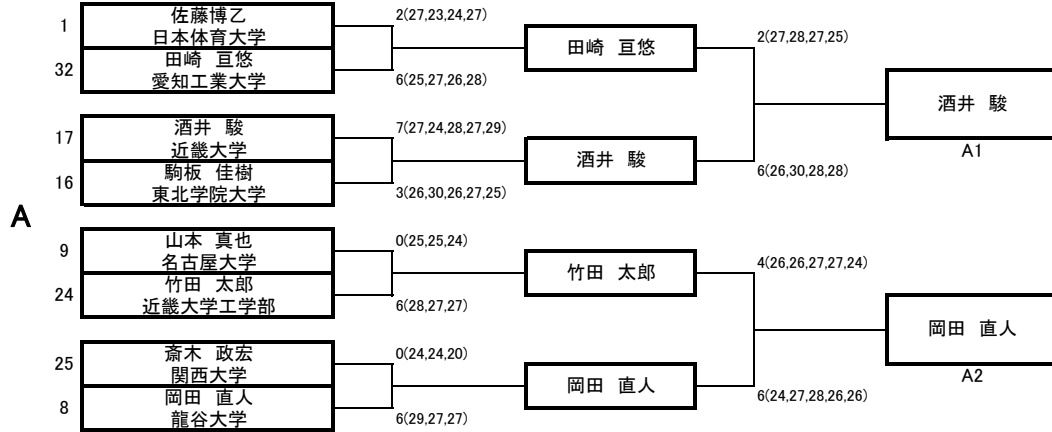 A
1
佐藤博乙
日本体育大学
2(27,23,24,27)
32
田崎 亘悠
愛知工業大学
6(25,27,26,28)
田崎 亘悠
2(27,28,27,25)
17
酒井 駿
近畿大学
7(27,24,28,27,29)
16
駒板 佳樹
東北学院大学
3(26,30,26,27,25)
酒井 駿
6(26,30,28,28)
酒井 駿
A1
9
山本 真也
名古屋大学
0(25,25,24)
24
竹田 太郎
近畿大学工学部
6(28,27,27)
竹田 太郎
4(26,26,27,27,24)
25
斎木 政宏
関西大学
0(24,24,20)
8
岡田 直人
龍谷大学
6(29,27,27)
岡田 直人
6(24,27,28,26,26)
岡田 直人
A2